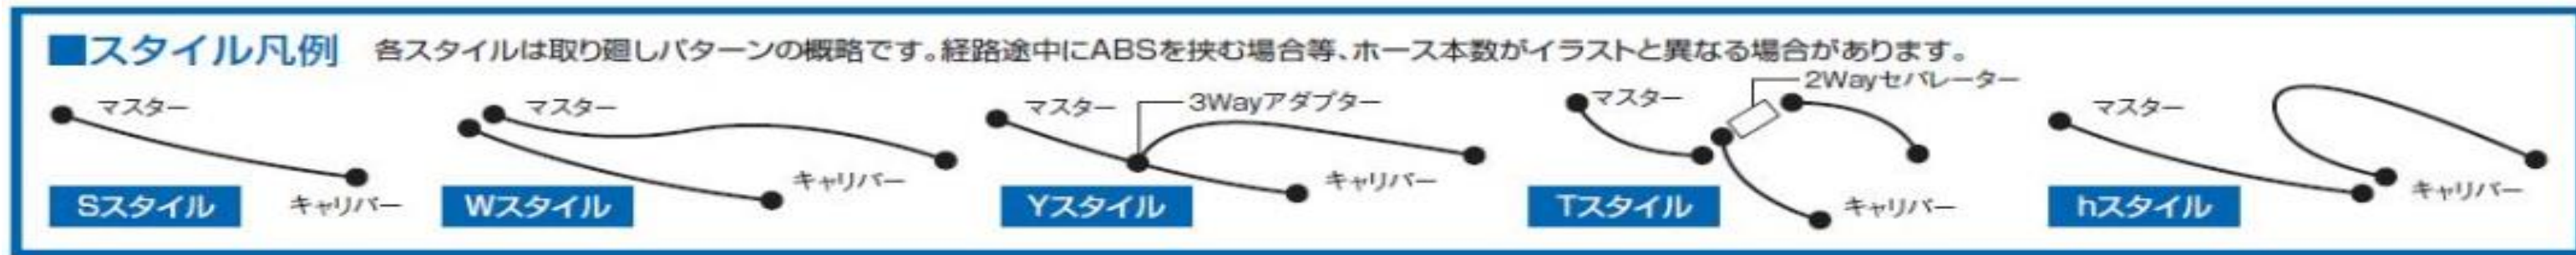 ■スタイル凡例 各スタイルは取り廻しパターンの概略です。経路途中にABSを挟む場合等、ホース本数がイラストと異なる場合があります。
マスター
キャリパー
Sスタイル
マスター
キャリパー
Wスタイル
マスター
3Wayアダプター
キャリパー
Yスタイル
マスター
2Wayセパレーター
キャリパー
Tスタイル
マスター
キャリパー
hスタイル